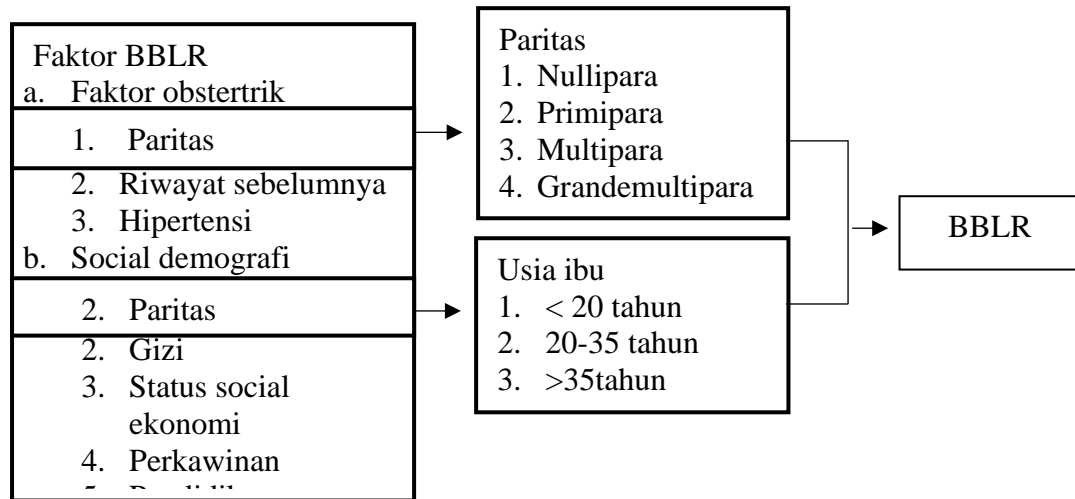 Faktor BBLR
a. Faktor obstertrik
1. Paritas
2. Riwayat sebelumnya
3. Hipertensi
b. Social demografi
2. Paritas
2. Gizi
3. Status social
ekonomi
4. Perkawinan
Paritas
1. Nullipara
2. Primipara
3. Multipara
4. Grandemultipara
Usia ibu
1. < 20 tahun
2. 20-35 tahun
3. >35tahun
BBLR